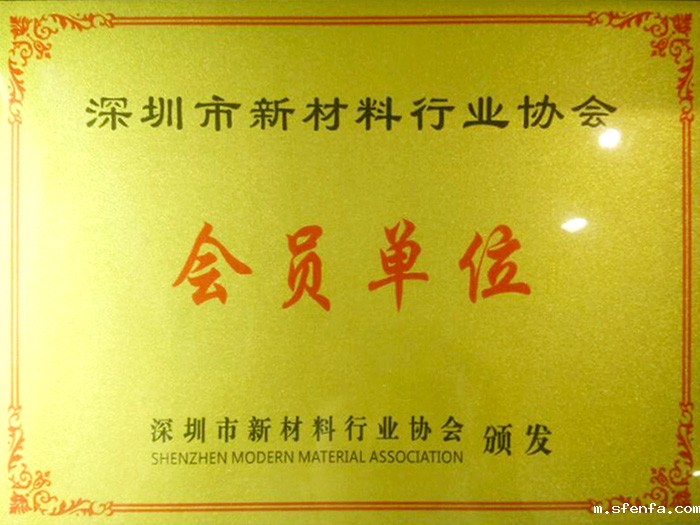 深圳市新材料行业协会
会员单位
深圳市新材料行业协会 颁发
SHENZHEN MODERN MATERIAL ASSOCIATION
m.sfenfa.com